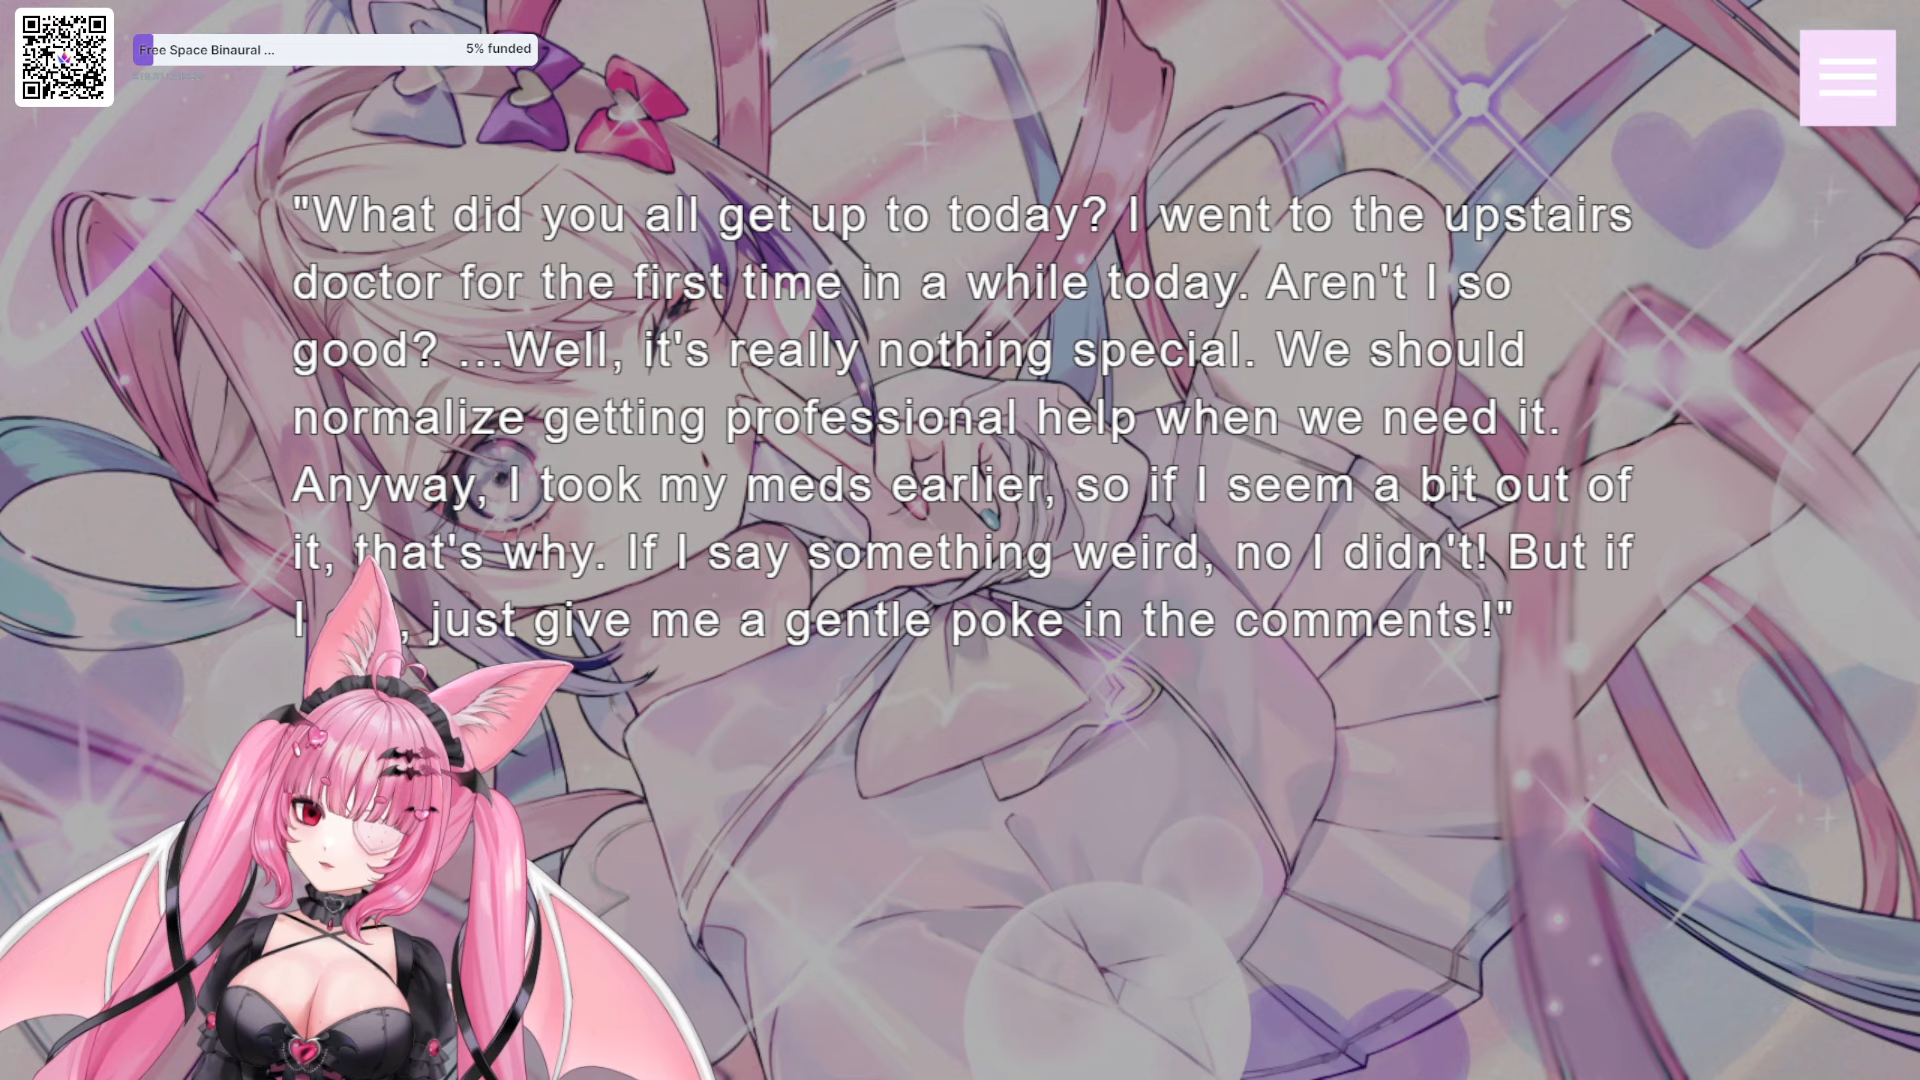 Free Space Binaural ...
5% funded
"What did you all get up to today? I went to the upstairs
doctor for the first time in a while today. Aren't I so
good? ...Well, it's really nothing special. We should
normalize getting professional help when we need it.
Anyway, I took my meds earlier, so if I seem a bit out of
it, that's why. If I say something weird, no I didn't! But if
I , just give me a gentle poke in the comments!"